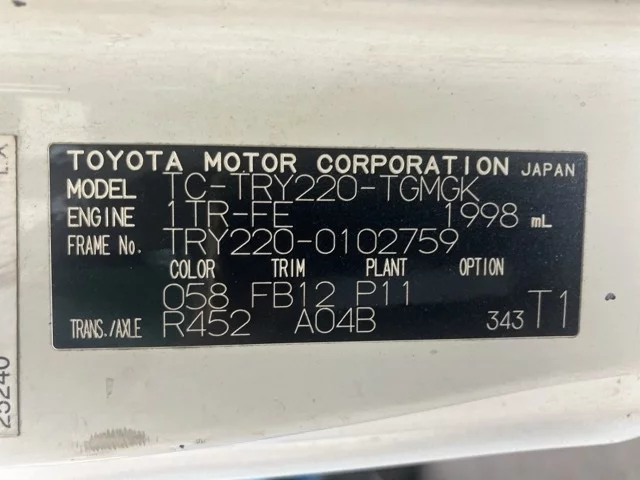 TOYOTA MOTOR CORPORATION JAPAN
MODEL TC-TRY220-TGMGK
ENGINE 1TR-FE 1998 mL
FRAME No. TRY220-0102759
COLOR TRIM PLANT OPTION
058 FB12 P11
TRANS./AXLE R452 A04B 343 T1
25240